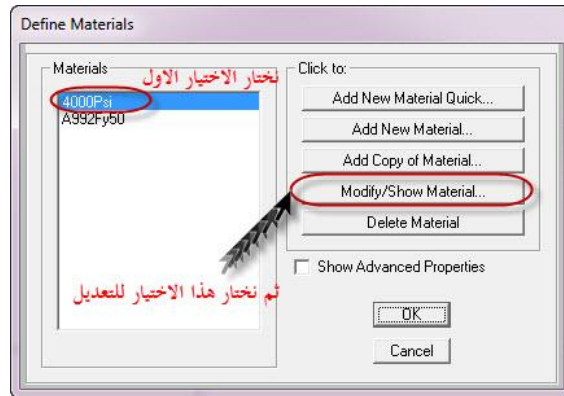 Define Materials
Materials
نختار الاختيار الاول
4000Psi
A992Fy50
Click to:
Add New Material Quick...
Add New Material...
Add Copy of Material...
Modify/Show Material...
Delete Material
Show Advanced Properties
ثم نختار هذا الاختيار للتعديل
OK
Cancel